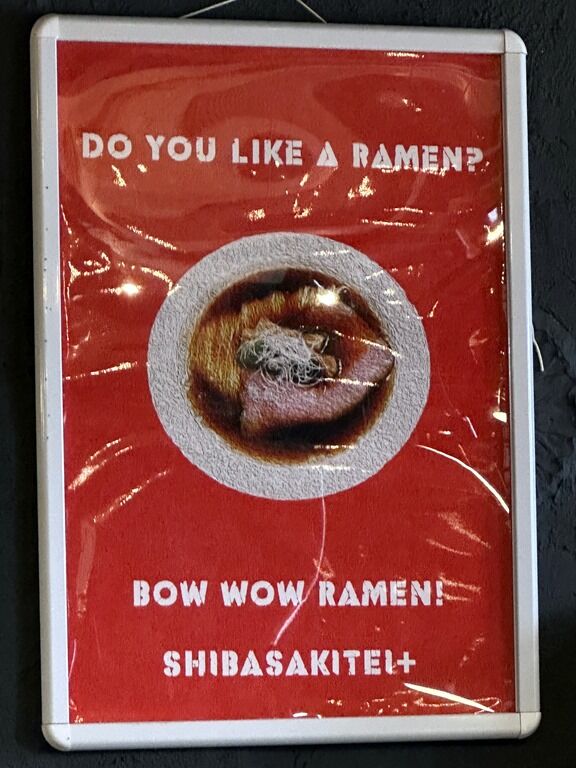 DO YOU LIKE A RAMEN?
BOW WOW RAMEN!
SHIBASAKITEI+